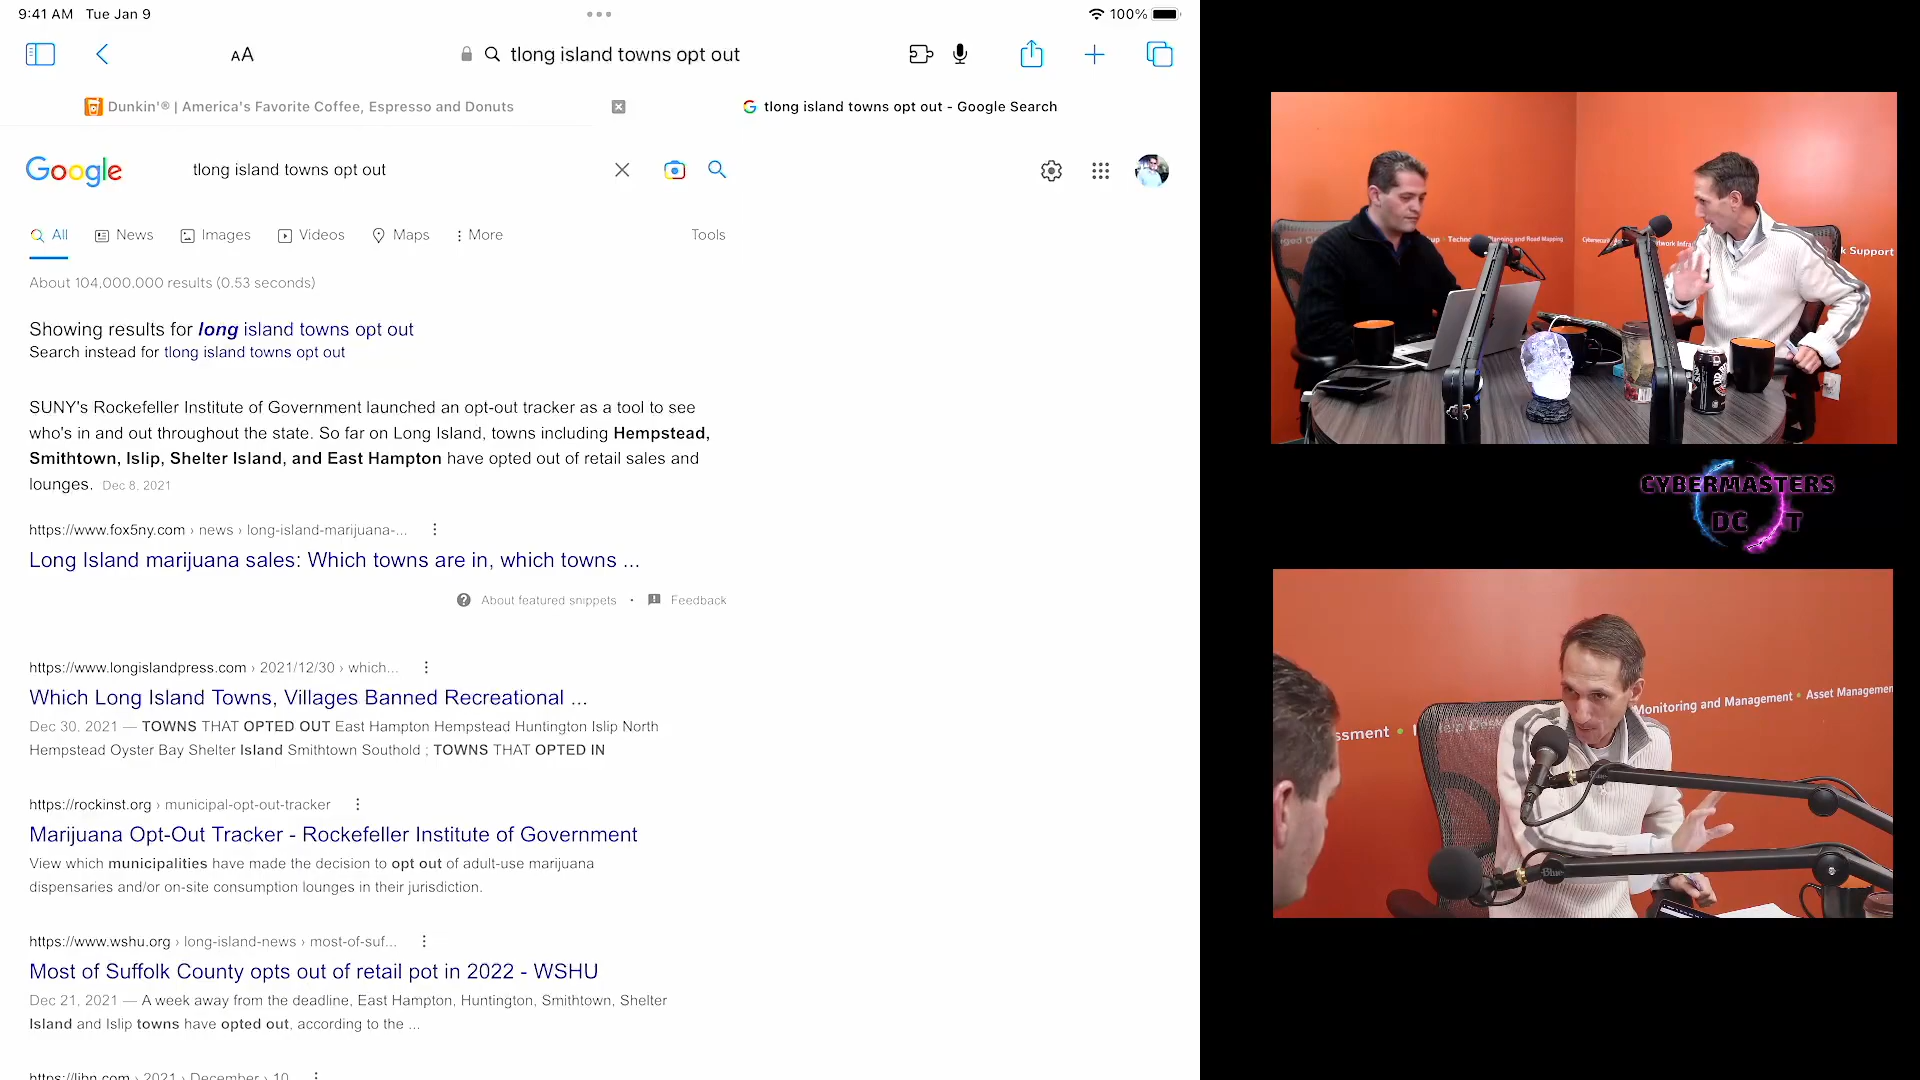 9:41 AM Tue Jan 9
100%
AA
tlong island towns opt out
Dunkin'® | America's Favorite Coffee, Espresso and Donuts
tlong island towns opt out - Google Search
Google
tlong island towns opt out
All
News
Images
Videos
Maps
More
Tools
About 104,000,000 results (0.53 seconds)
Showing results for long island towns opt out
Search instead for tlong island towns opt out
SUNY's Rockefeller Institute of Government launched an opt-out tracker as a tool to see
who's in and out throughout the state. So far on Long Island, towns including Hempstead,
Smithtown, Islip, Shelter Island, and East Hampton have opted out of retail sales and
lounges. Dec 8, 2021
https://www.fox5ny.com › news › long-island-marijuana-...
Long Island marijuana sales: Which towns are in, which towns ...
About featured snippets • Feedback
https://www.longislandpress.com › 2021/12/30 › which...
Which Long Island Towns, Villages Banned Recreational ...
Dec 30, 2021 — TOWNS THAT OPTED OUT East Hampton Hempstead Huntington Islip North
Hempstead Oyster Bay Shelter Island Smithtown Southold ; TOWNS THAT OPTED IN
https://rockinst.org › municipal-opt-out-tracker
Marijuana Opt-Out Tracker - Rockefeller Institute of Government
View which municipalities have made the decision to opt out of adult-use marijuana
dispensaries and/or on-site consumption lounges in their jurisdiction.
https://www.wshu.org › long-island-news › most-of-suf...
Most of Suffolk County opts out of retail pot in 2022 - WSHU
Dec 21, 2021 — A week away from the deadline, East Hampton, Huntington, Smithtown, Shelter
Island and Islip towns have opted out, according to the ...
https://libn.com › 2021 › December › 10
Planning and Road Mapping
k Support
CYBERMASTERS
DC T
Monitoring and Management • Asset Managemen
ssment •
Blue